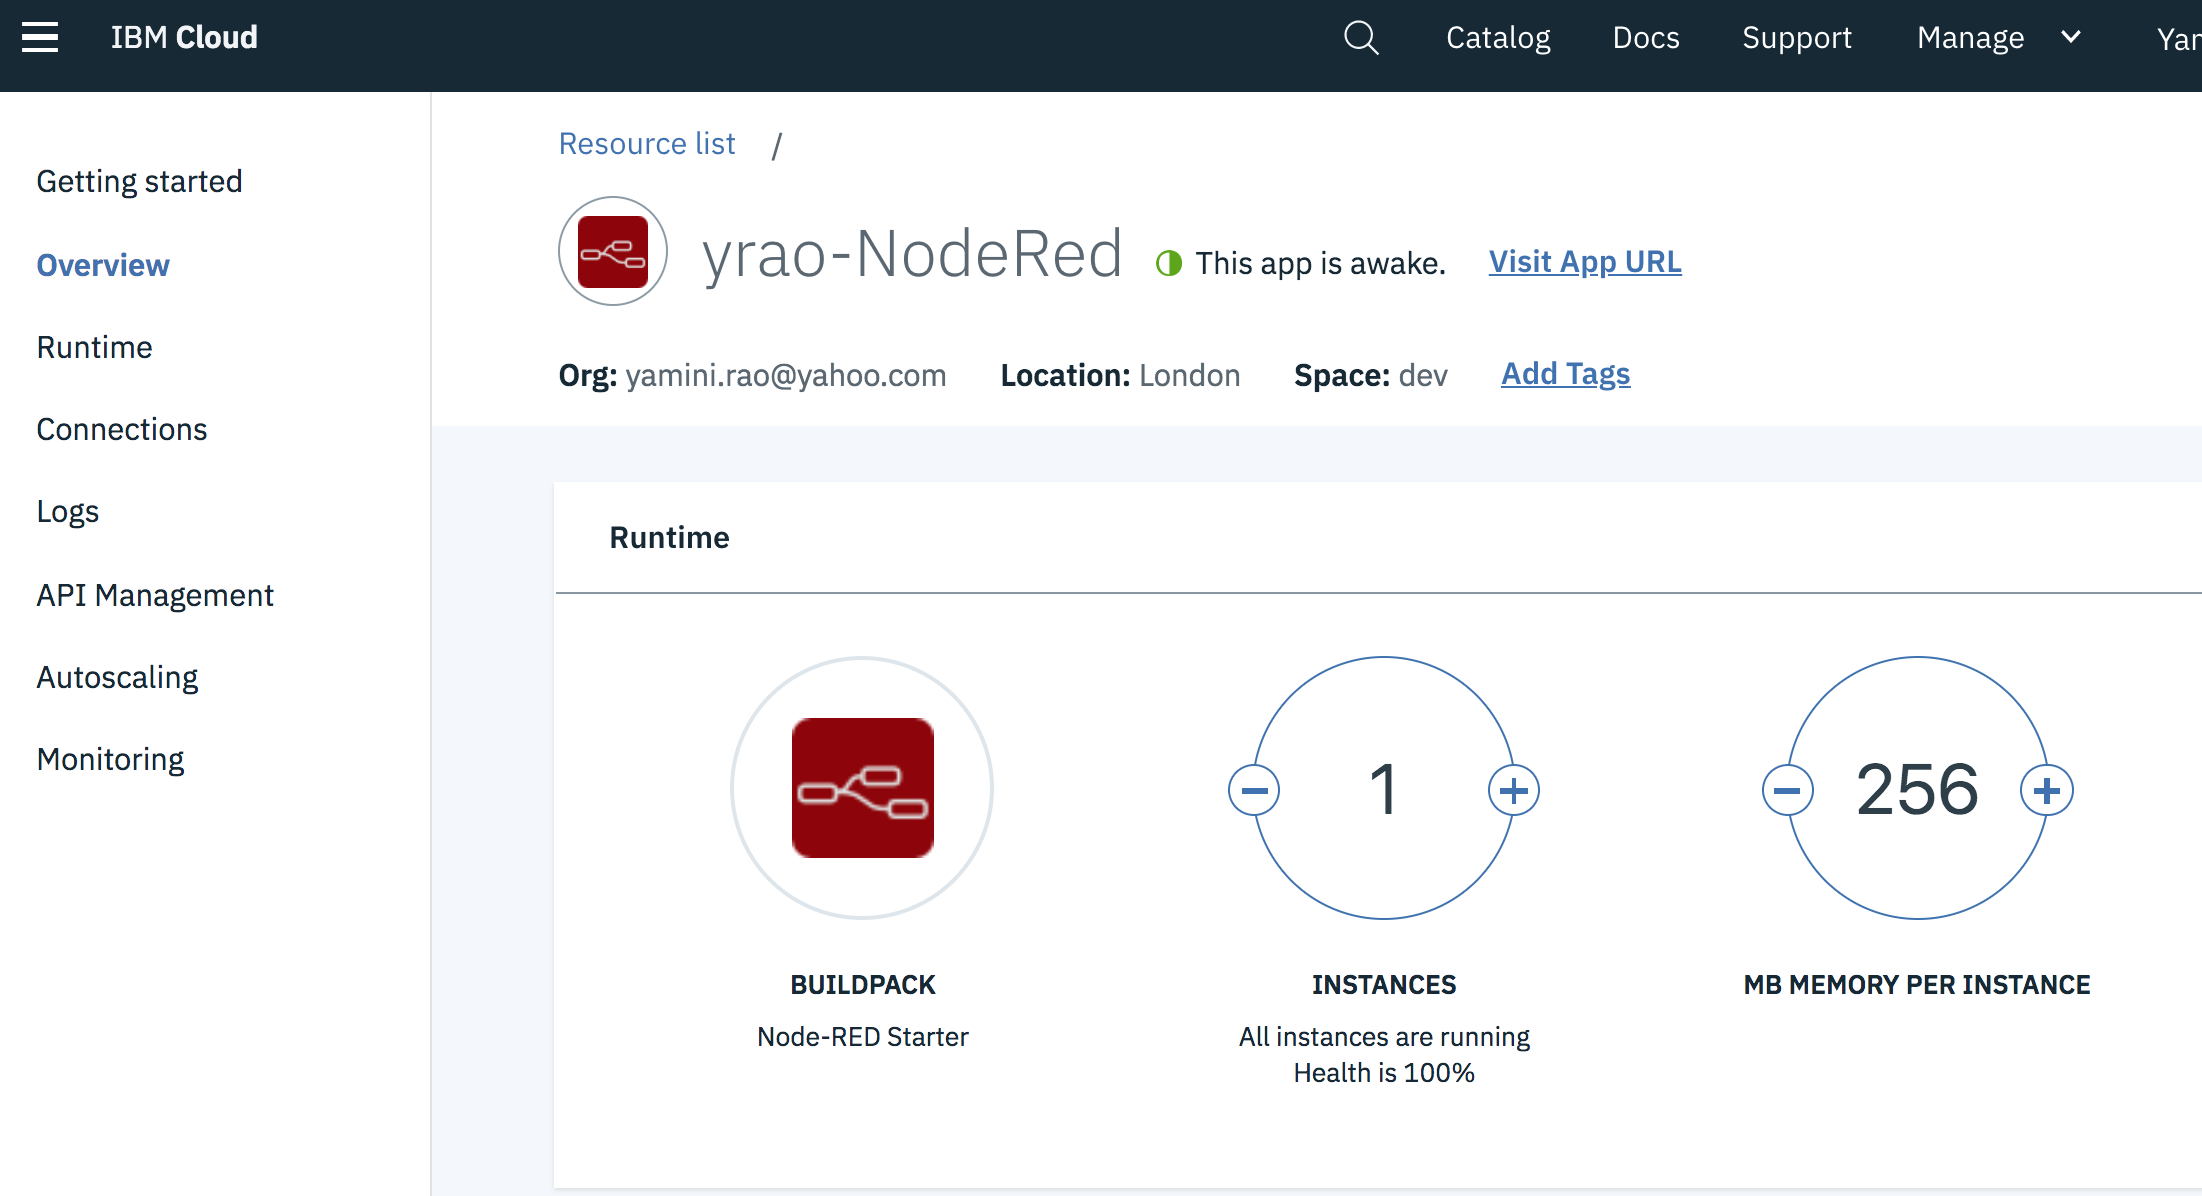 IBM Cloud
Catalog
Docs
Support
Manage
Yam
Getting started
Overview
Runtime
Connections
Logs
API Management
Autoscaling
Monitoring
Resource list /
yrao-NodeRed
This app is awake.
Visit App URL
Org: yamini.rao@yahoo.com
Location: London
Space: dev
Add Tags
Runtime
BUILDPACK
Node-RED Starter
1
INSTANCES
All instances are running
Health is 100%
256
MB MEMORY PER INSTANCE